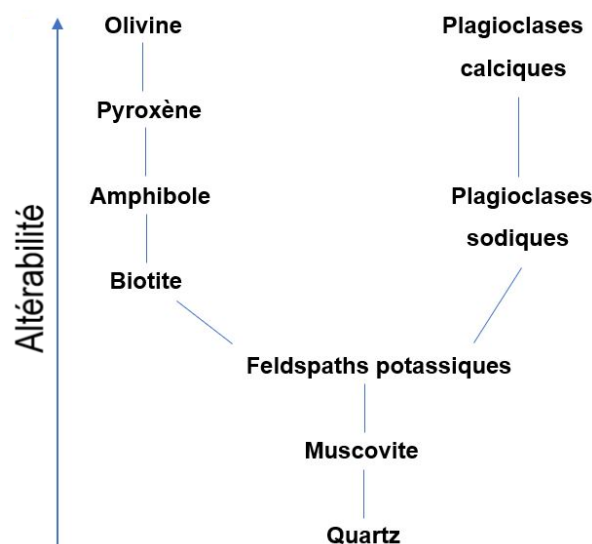 Olivine
Plagioclases
calciques
Pyroxène
Amphibole
Plagioclases
sodiques
Biotite
Feldspaths potassiques
Muscovite
Quartz
Altérabilité